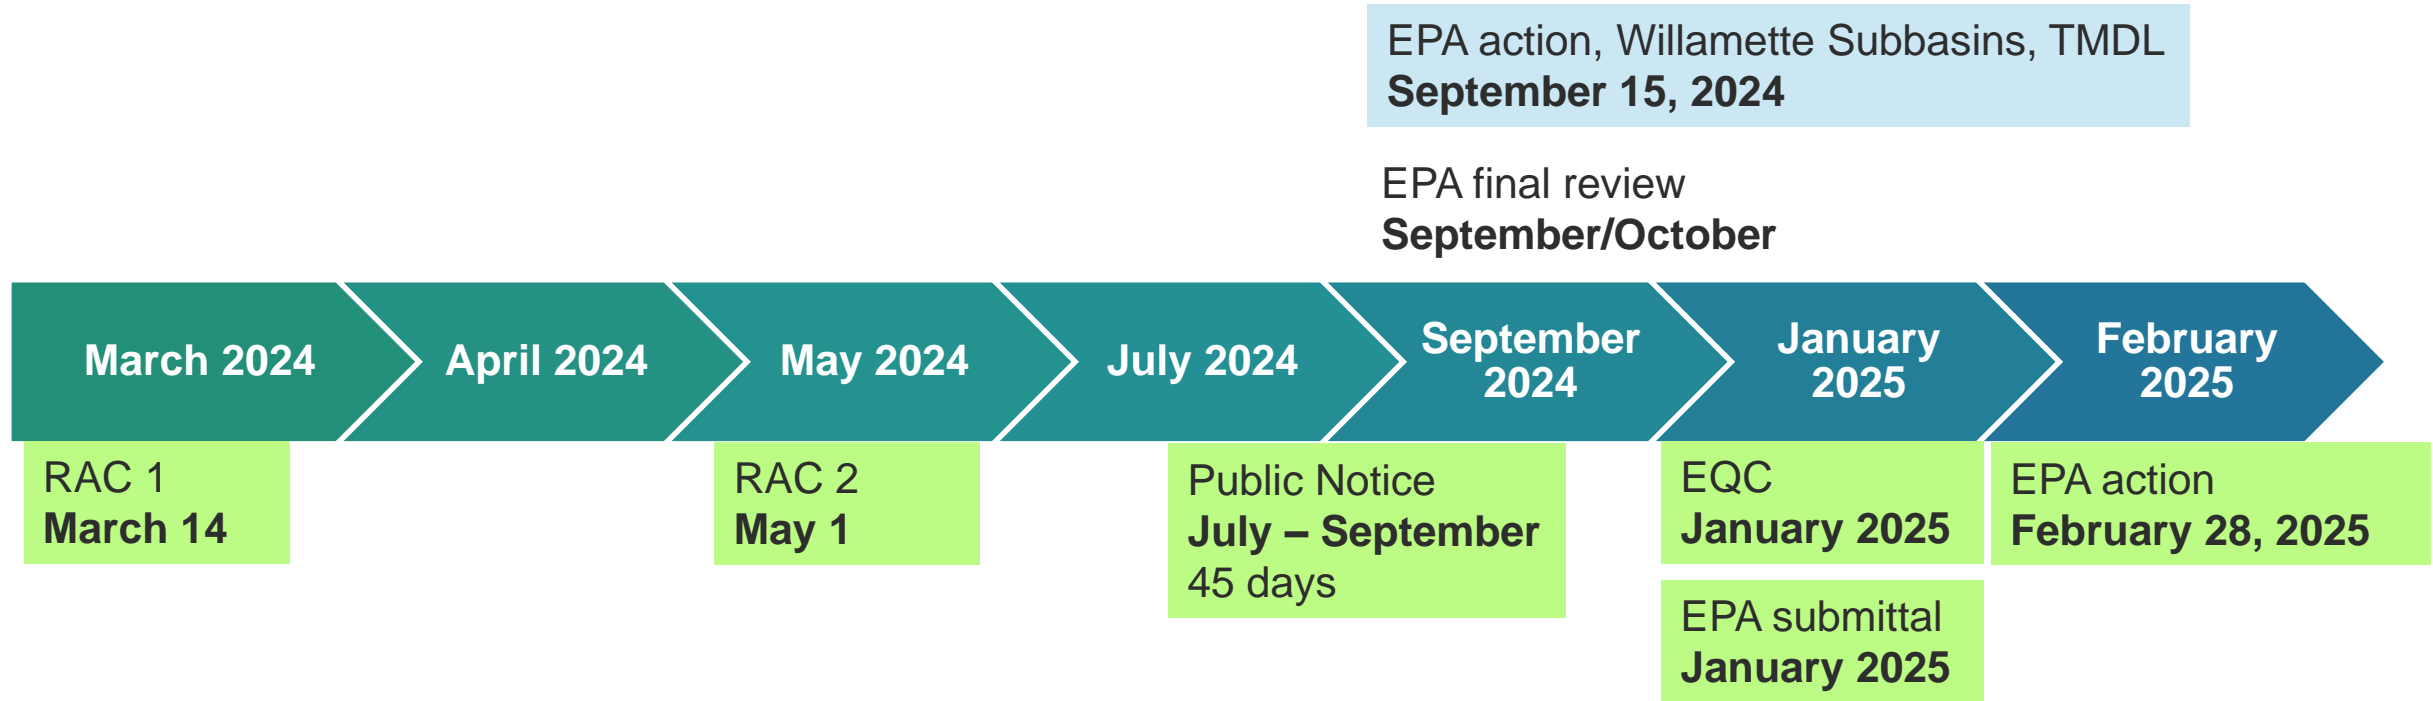 EPA action, Willamette Subbasins, TMDL
September 15, 2024
EPA final review
September/October
March 2024
April 2024
May 2024
July 2024
September
2024
January
2025
February
2025
RAC 1
March 14
RAC 2
May 1
Public Notice
July – September
45 days
EQC
January 2025
EPA submittal
January 2025
EPA action
February 28, 2025